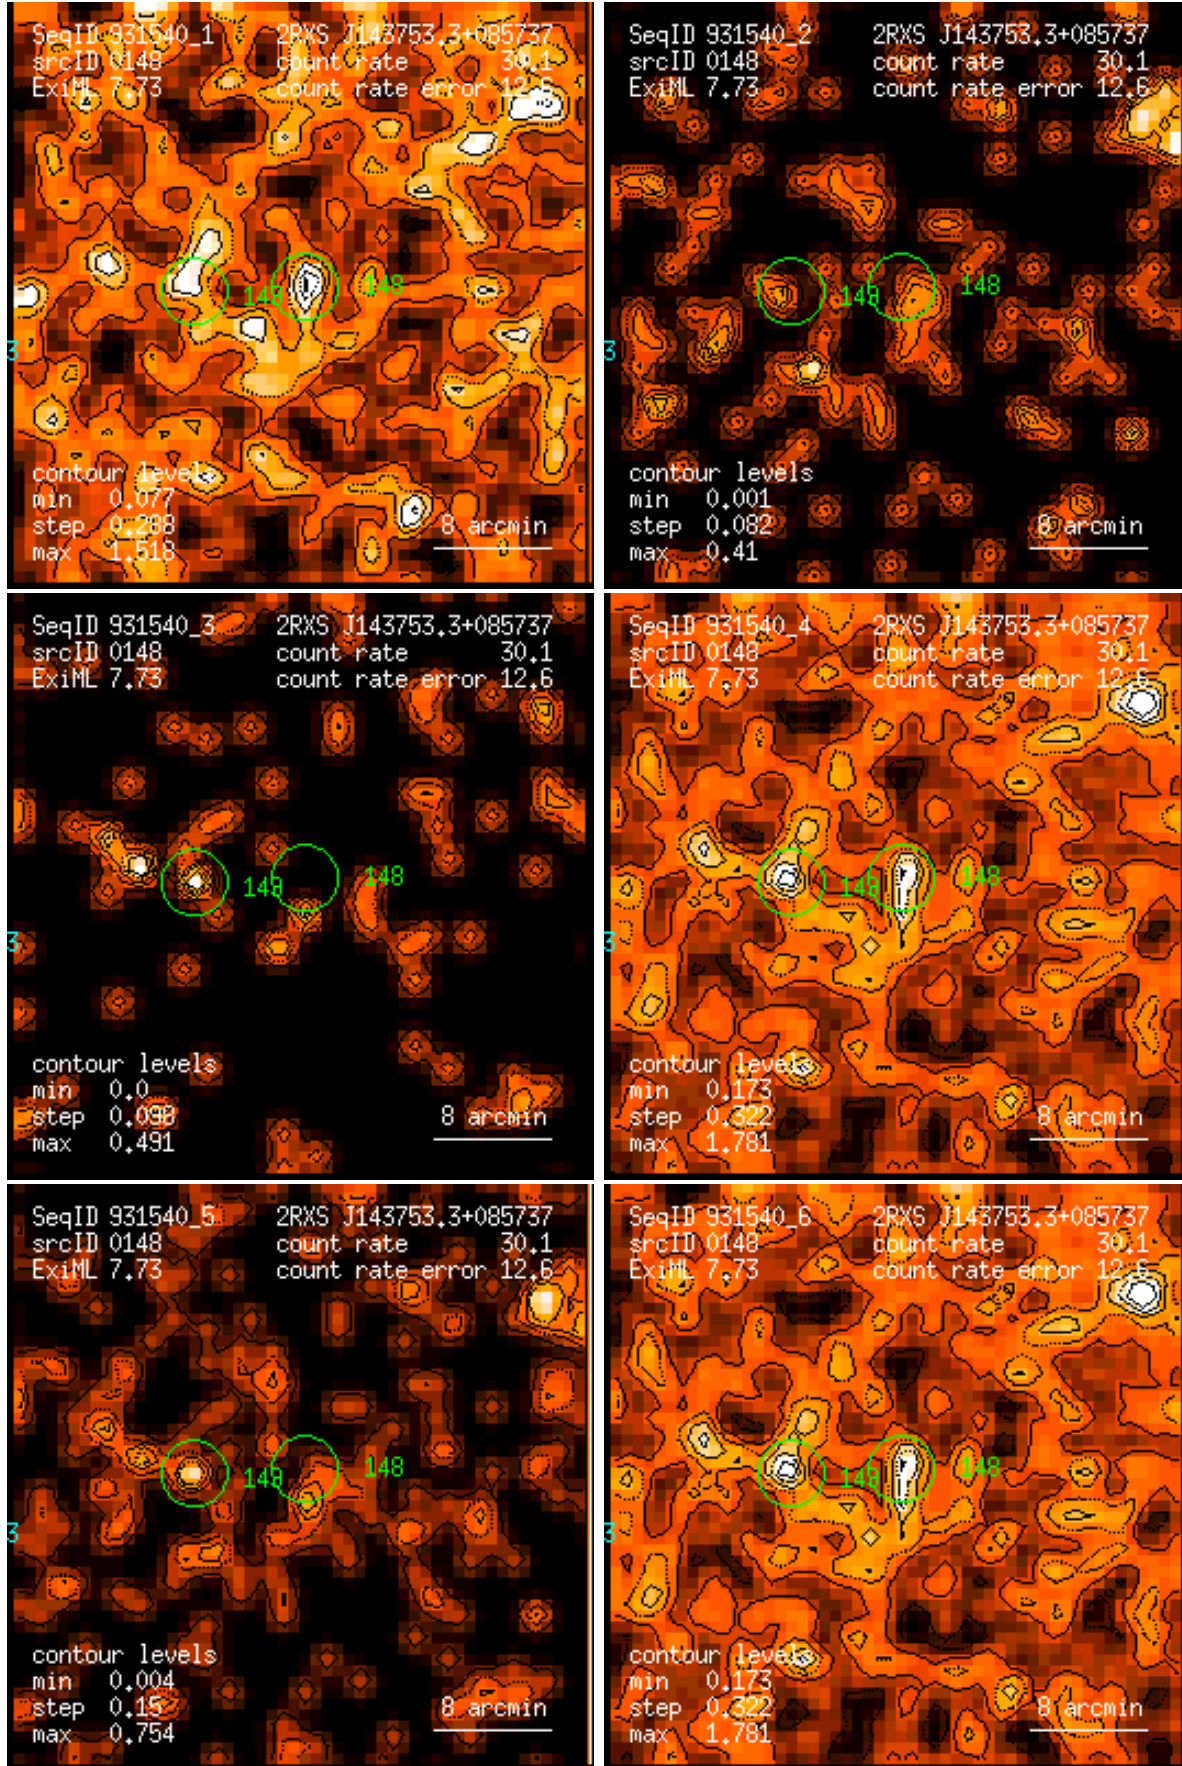 SeqID 931540_1 2RXS J143753.3+085737
srcID 0148 count rate 30.1
ExiML 7.73 count rate error 12.6
148 148
3
contour levels
min 0.077
step 0.288 8 arcmin
max 1.518
SeqID 931540_2 2RXS J143753.3+085737
srcID 0148 count rate 30.1
ExiML 7.73 count rate error 12.6
148
3
contour levels
min 0.001
step 0.082 8 arcmin
max 0.41
SeqID 931540_3 2RXS J143753.3+085737
srcID 0148 count rate 30.1
ExiML 7.73 count rate error 12.6
148
3
contour levels
min 0.0
step 0.098 8 arcmin
max 0.491
SeqID 931540_4 2RXS J143753.3+085737
srcID 0148 count rate 30.1
ExiML 7.73 count rate error 12.6
148
3
contour levels
min 0.173
step 0.322 8 arcmin
max 1.781
SeqID 931540_5 2RXS J143753.3+085737
srcID 0148 count rate 30.1
ExiML 7.73 count rate error 12.6
148
3
contour levels
min 0.004
step 0.15 8 arcmin
max 0.754
SeqID 931540_6 2RXS J143753.3+085737
srcID 0148 count rate 30.1
ExiML 7.73 count rate error 12.6
148
3
contour levels
min 0.173
step 0.322 8 arcmin
max 1.781